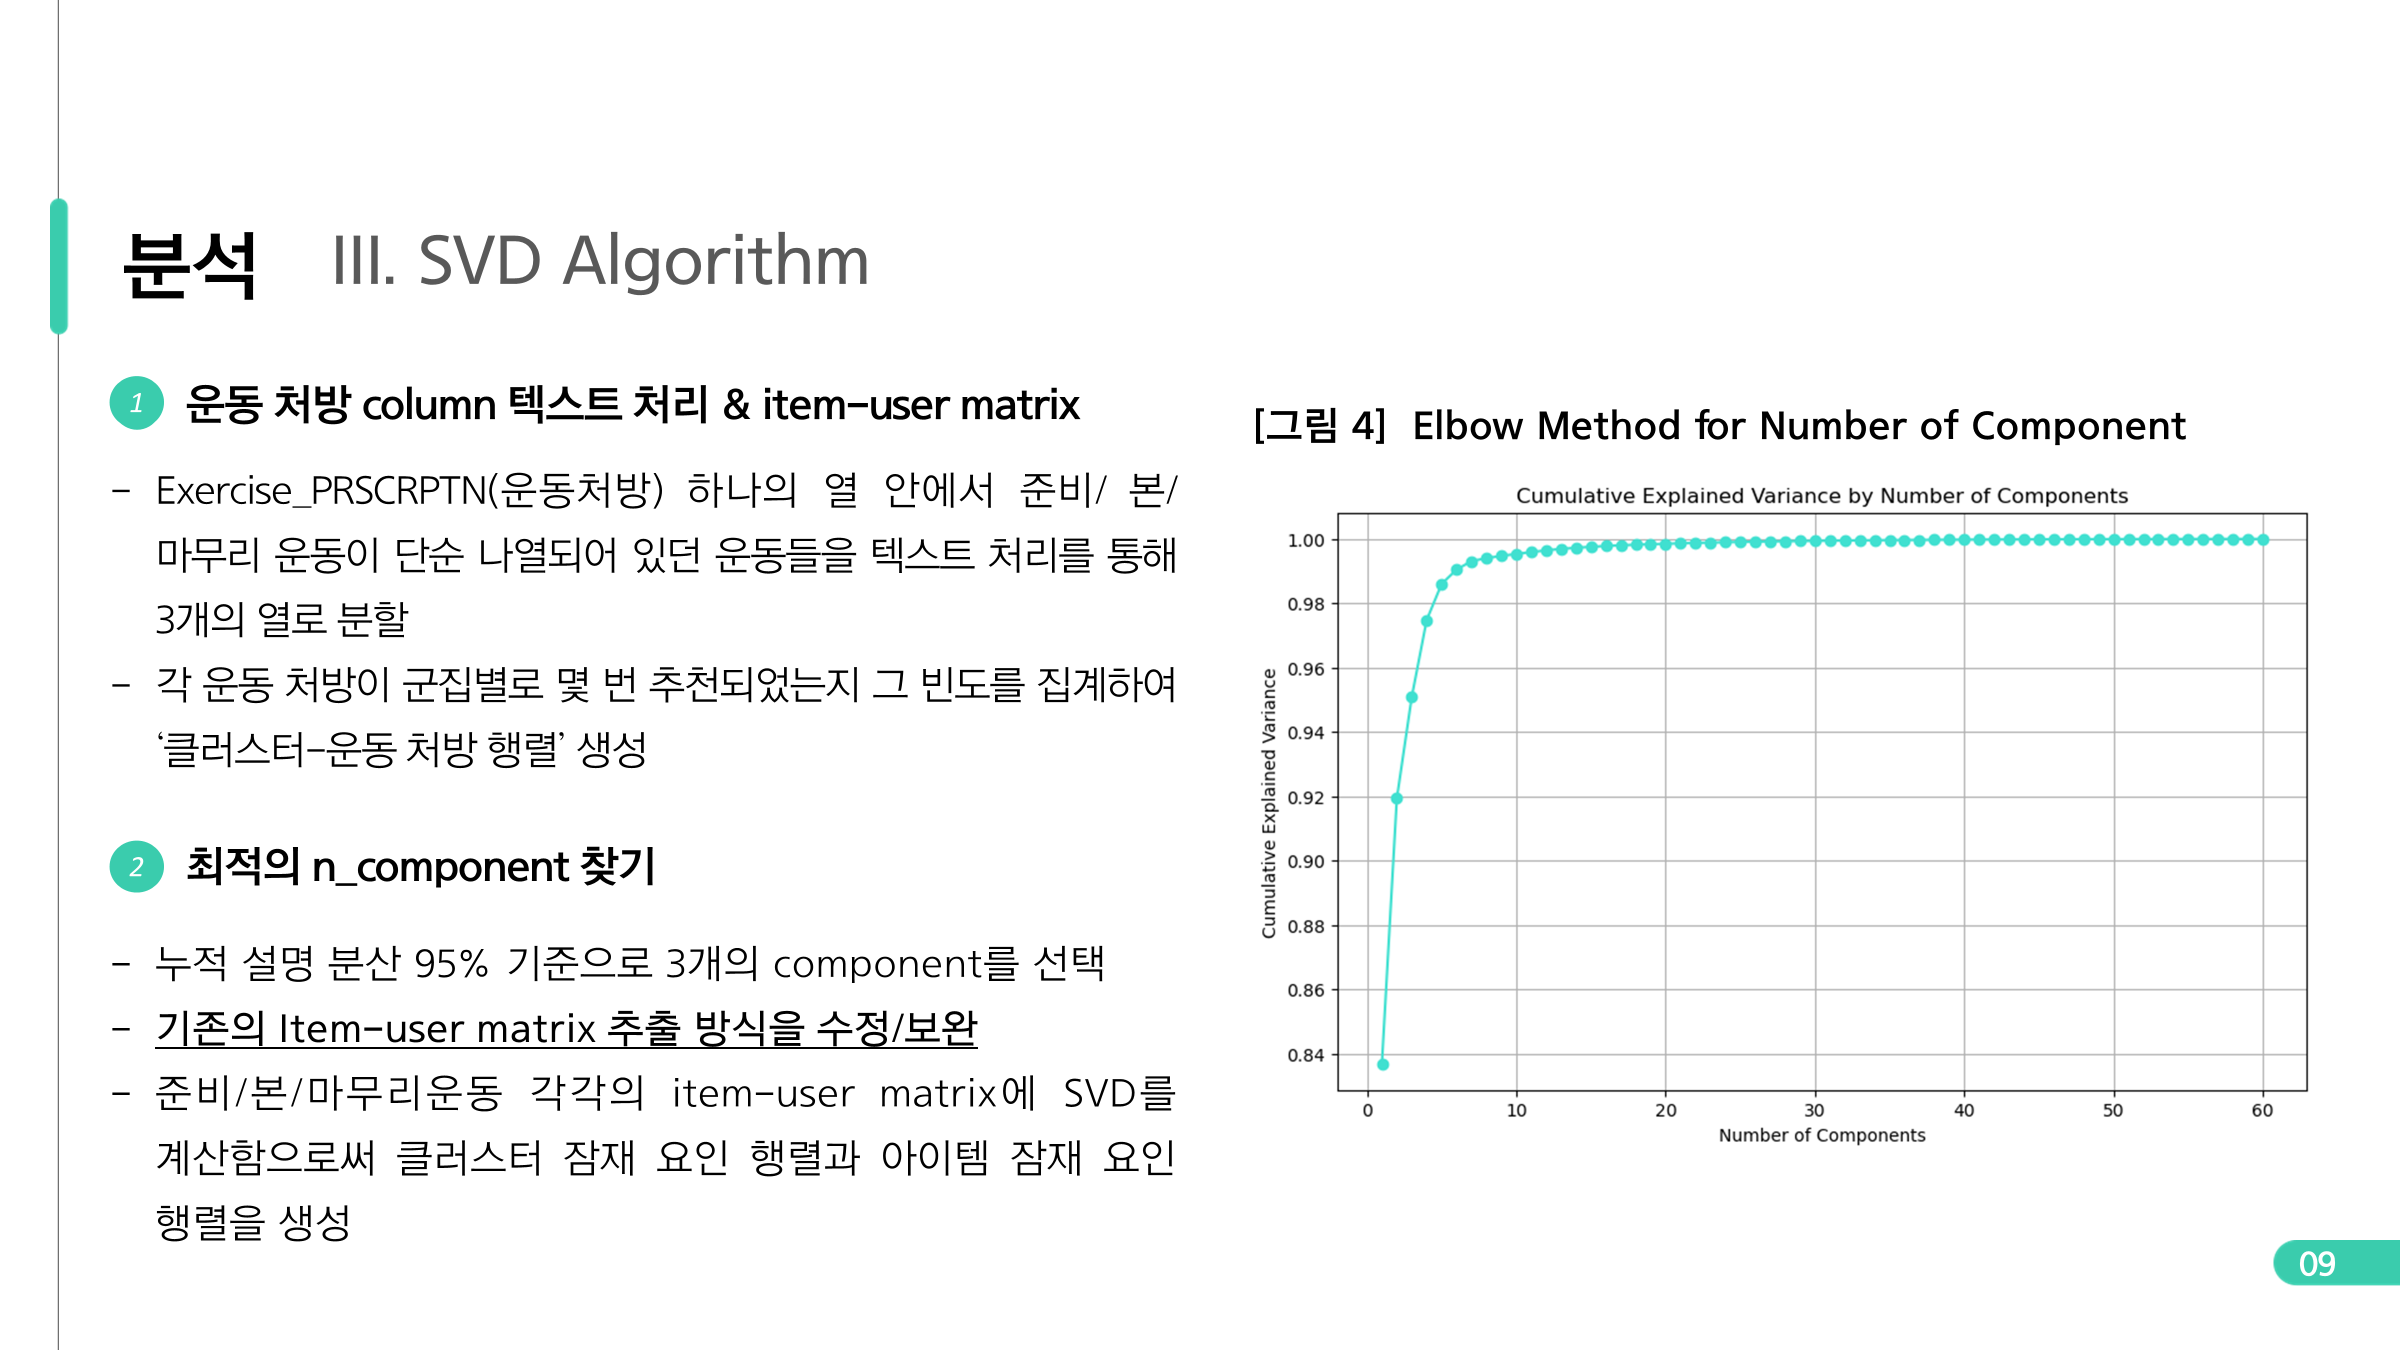 분석 III. SVD Algorithm
1 운동 처방 column 텍스트 처리 & item-user matrix
- Exercise_PRSCRPTN(운동처방) 하나의 열 안에서 준비/ 본/
마무리 운동이 단순 나열되어 있던 운동들을 텍스트 처리를 통해
3개의 열로 분할
- 각 운동 처방이 군집별로 몇 번 추천되었는지 그 빈도를 집계하여
‘클러스터-운동 처방 행렬’ 생성
2 최적의 n_component 찾기
- 누적 설명 분산 95% 기준으로 3개의 component를 선택
- 기존의 Item-user matrix 추출 방식을 수정/보완
- 준비/본/마무리운동 각각의 item-user matrix에 SVD를
계산함으로써 클러스터 잠재 요인 행렬과 아이템 잠재 요인
행렬을 생성
[그림 4] Elbow Method for Number of Component
Cumulative Explained Variance by Number of Components
Cumulative Explained Variance
1.00
0.98
0.96
0.94
0.92
0.90
0.88
0.86
0.84
0 10 20 30 40 50 60
Number of Components
09